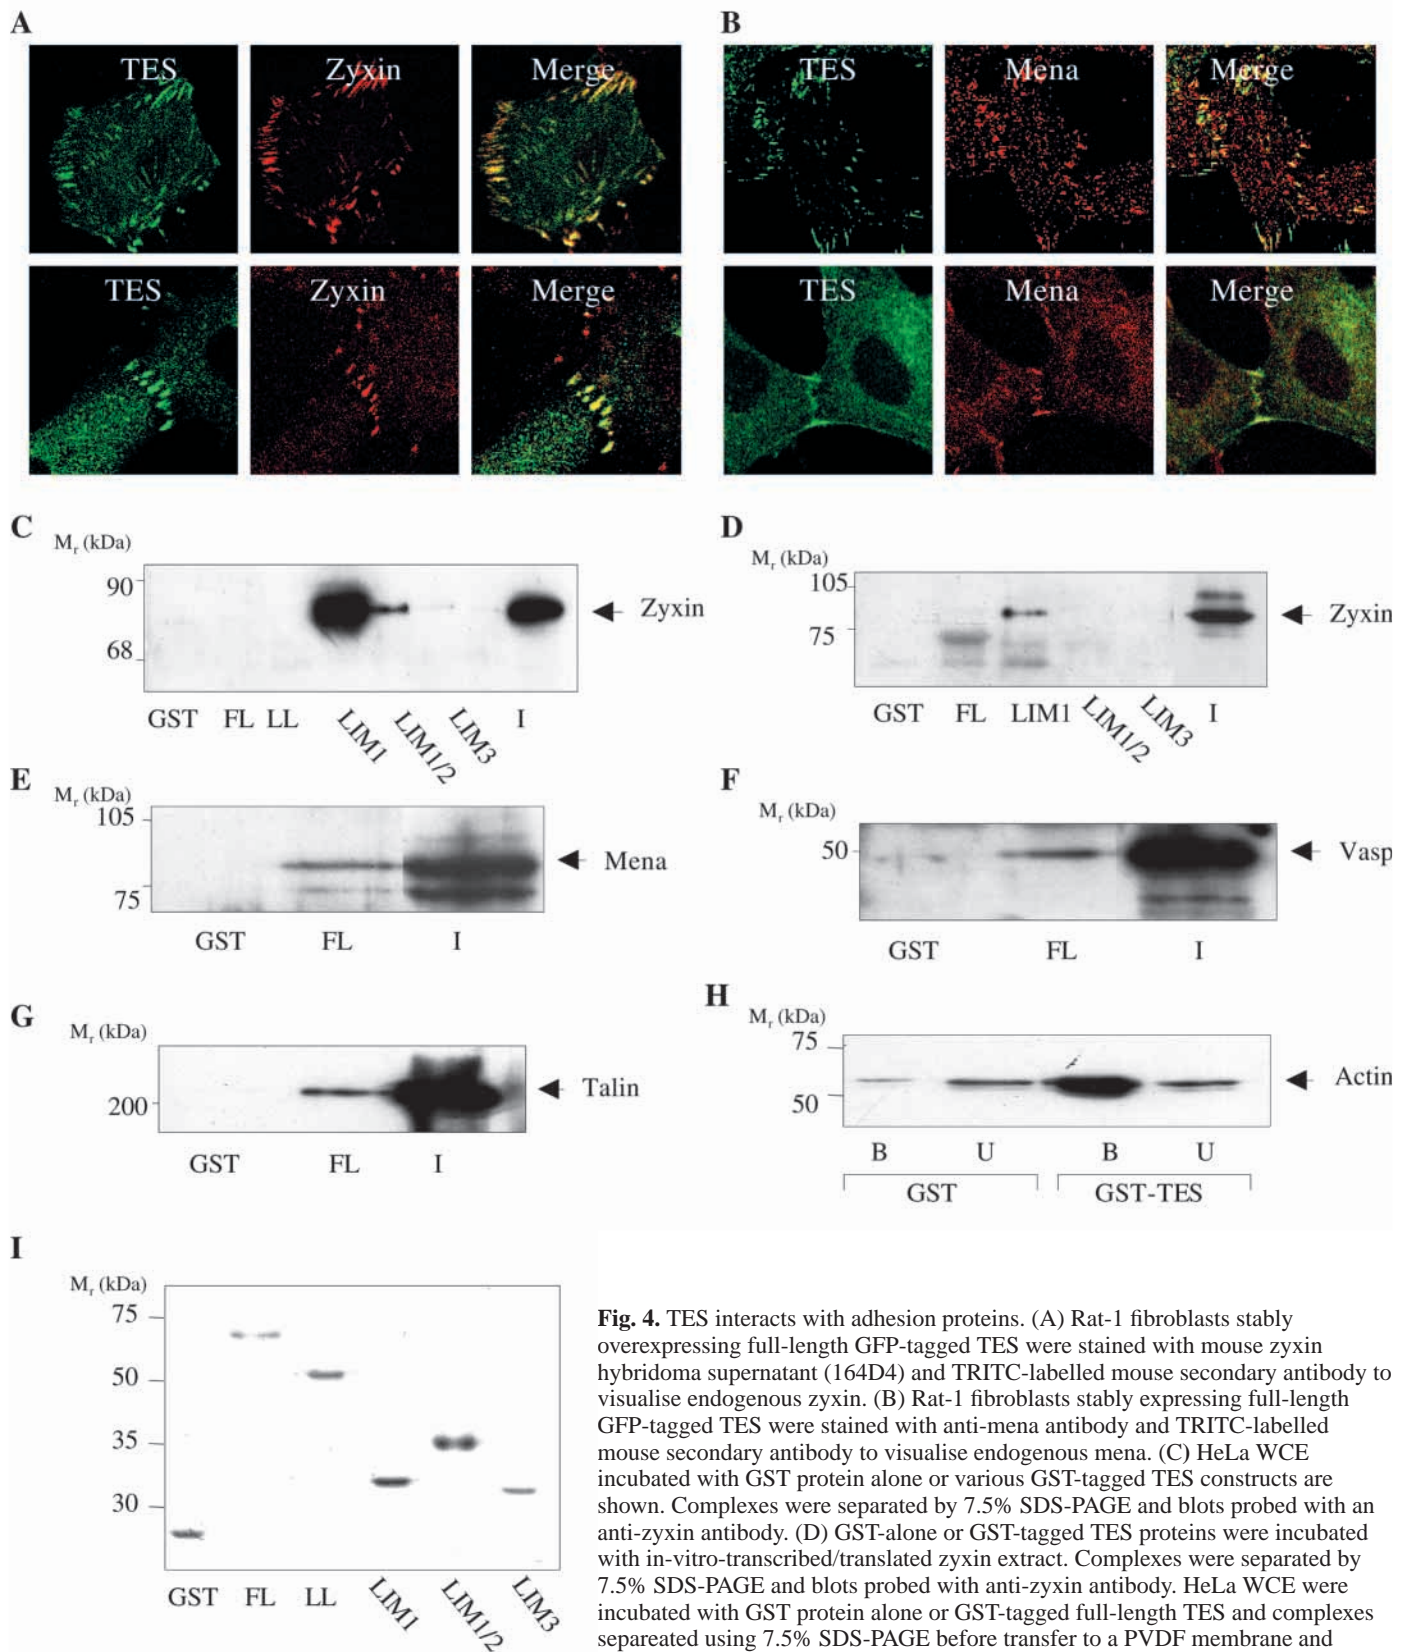 A
TES Zyxin Merge
TES Zyxin Merge
B
TES Mena Merge
TES Mena Merge
C
Mr (kDa)
90
68
Zyxin
GST FL LL LIM1 LIM1/2 LIM3 I
D
Mr (kDa)
105
75
Zyxin
GST FL LIM1 LIM1/2 LIM3 I
E
Mr (kDa)
105
75
Mena
GST FL I
F
Mr (kDa)
50
Vasp
GST FL I
G
Mr (kDa)
200
Talin
GST FL I
H
Mr (kDa)
75
50
Actin
B U B U
GST GST-TES
I
Mr (kDa)
75
50
35
30
GST FL LL LIM1 LIM1/2 LIM3
Fig. 4. TES interacts with adhesion proteins. (A) Rat-1 fibroblasts stably
overexpressing full-length GFP-tagged TES were stained with mouse zyxin
hybridoma supernatant (164D4) and TRITC-labelled mouse secondary antibody to
visualise endogenous zyxin. (B) Rat-1 fibroblasts stably expressing full-length
GFP-tagged TES were stained with anti-mena antibody and TRITC-labelled
mouse secondary antibody to visualise endogenous mena. (C) HeLa WCE
incubated with GST protein alone or various GST-tagged TES constructs are
shown. Complexes were separated by 7.5% SDS-PAGE and blots probed with an
anti-zyxin antibody. (D) GST-alone or GST-tagged TES proteins were incubated
with in-vitro-transcribed/translated zyxin extract. Complexes were separated by
7.5% SDS-PAGE and blots probed with anti-zyxin antibody. HeLa WCE were
incubated with GST protein alone or GST-tagged full-length TES and complexes
separeated using 7.5% SDS-PAGE before transfer to a PVDF membrane and